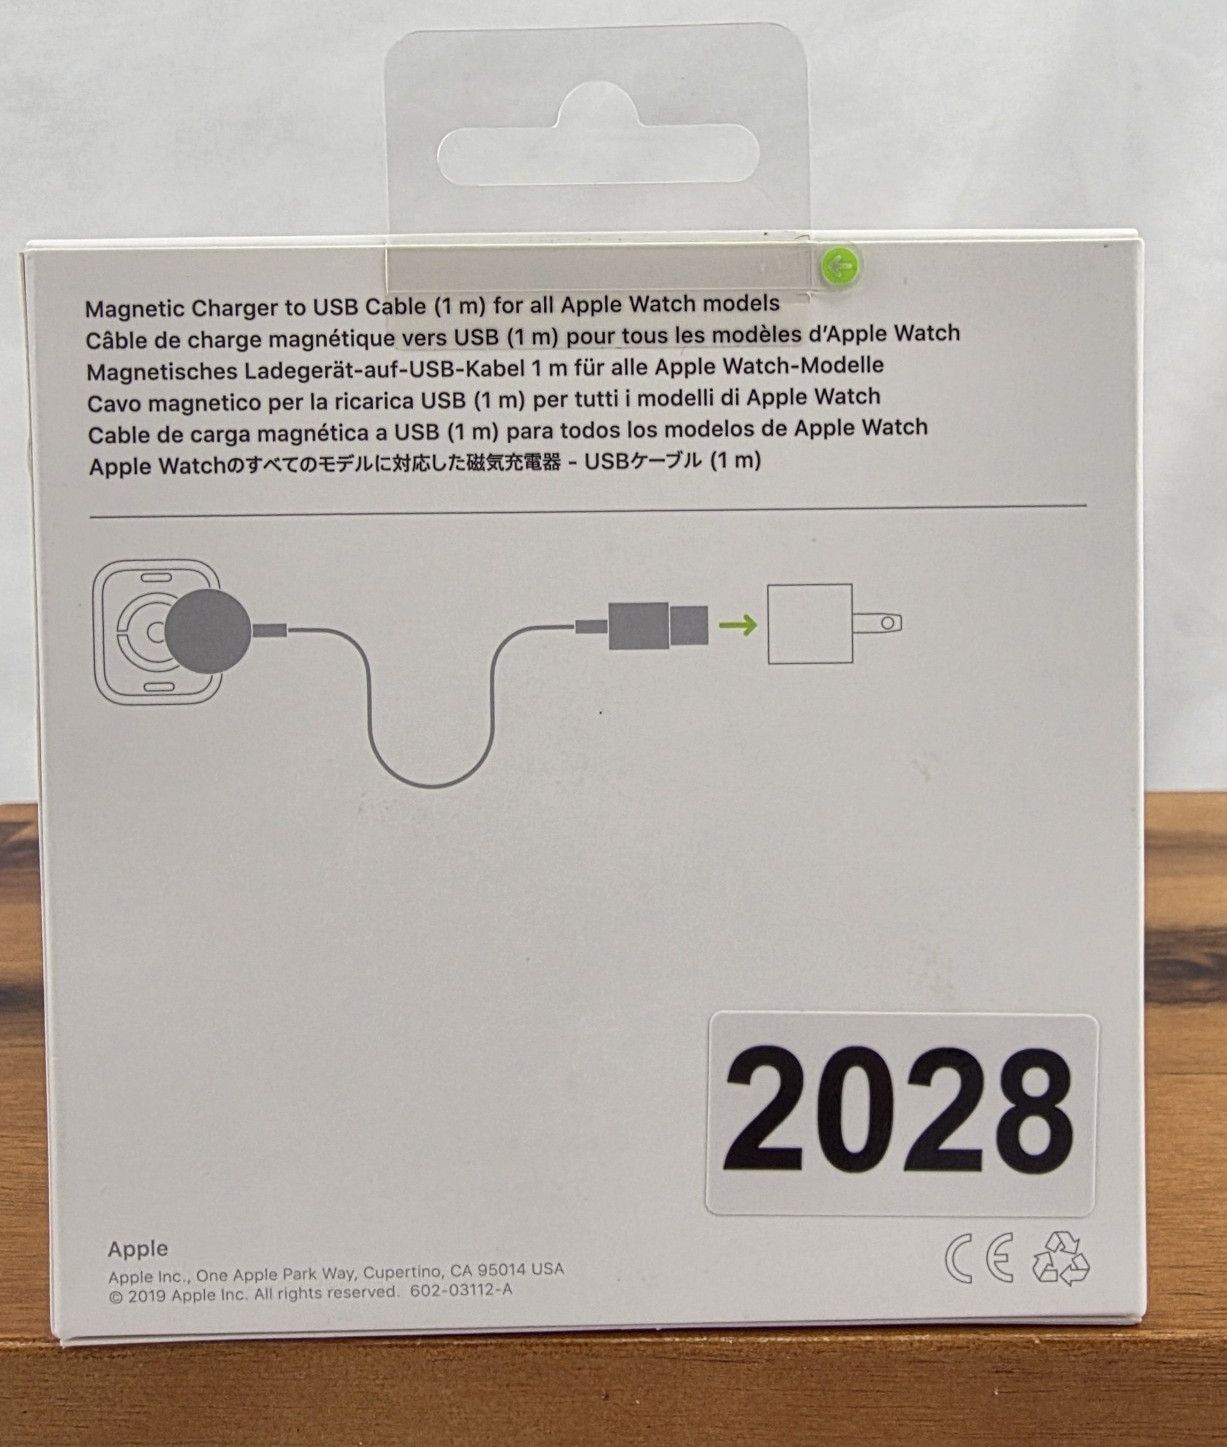 Magnetic Charger to USB Cable (1 m) for all Apple Watch models
Câble de charge magnétique vers USB (1 m) pour tous les modèles d’Apple Watch
Magnetisches Ladegerät-auf-USB-Kabel 1 m für alle Apple Watch-Modelle
Cavo magnetico per la ricarica USB (1 m) per tutti i modelli di Apple Watch
Cable de carga magnética a USB (1 m) para todos los modelos de Apple Watch
Apple Watchのすべてのモデルに対応した磁気充電器 - USBケーブル (1 m)
2028
Apple
Apple Inc., One Apple Park Way, Cupertino, CA 95014 USA
© 2019 Apple Inc. All rights reserved. 602-03112-A
CE